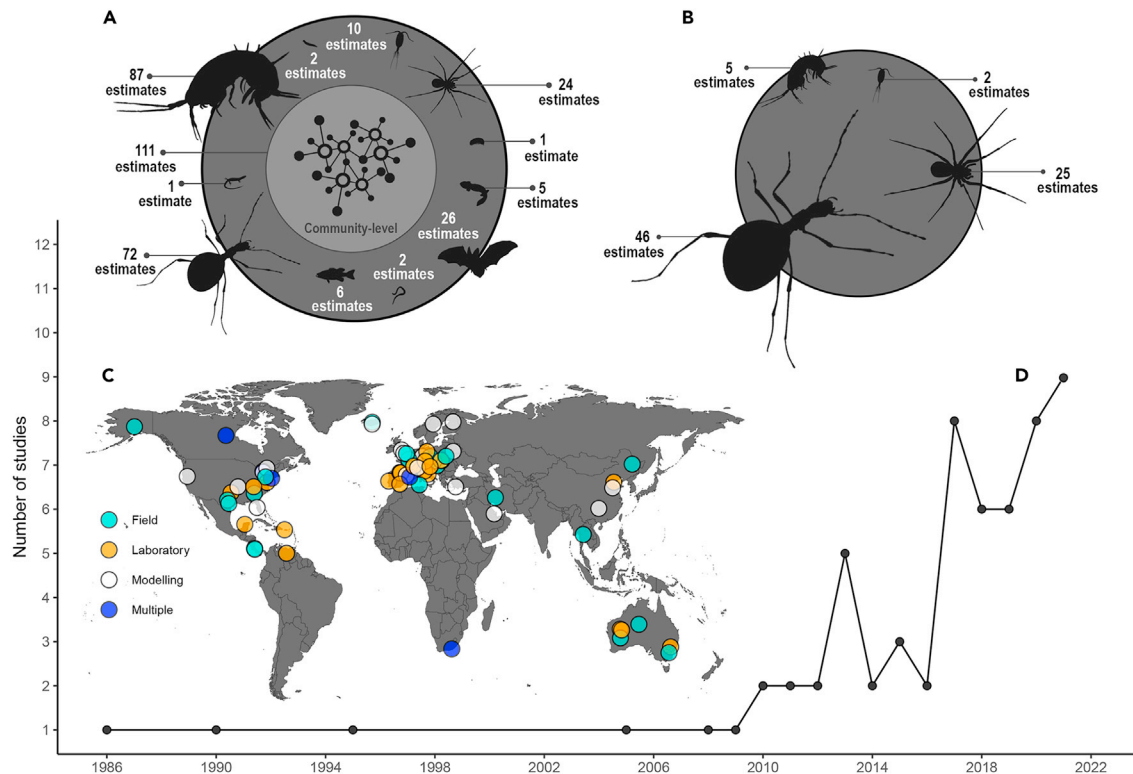 A
10
estimates
2
estimates
87
estimates
24
estimates
111
estimates
1
estimate
1
estimate
5
estimates
Community-level
26
estimates
72
estimates
2
estimates
6
estimates
B
5
estimates
2
estimates
25
estimates
46
estimates
C
Field
Laboratory
Modelling
Multiple
D
Number of studies
12
11
10
9
8
7
6
5
4
3
2
1
1986
1990
1994
1998
2002
2006
2010
2014
2018
2022